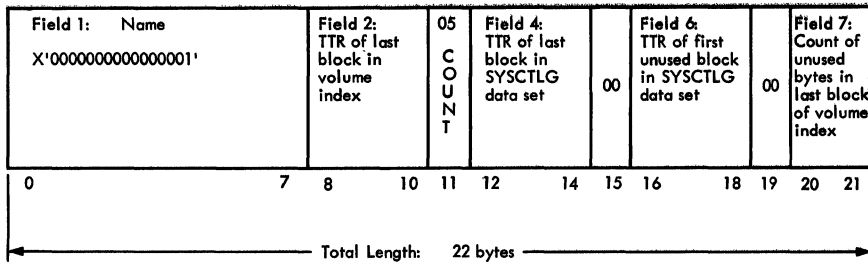 Field 1: Name
X'0000000000000001'
Field 2:
TTR of last
block in
volume
index
05
C
O
U
N
T
Field 4:
TTR of last
block in
SYSCTLG
data set
00
Field 6:
TTR of first
unused block
in SYSCTLG
data set
00
Field 7:
Count of
unused
bytes in
last block
of volume
index
0 7 8 10 11 12 14 15 16 18 19 20 21
Total Length: 22 bytes